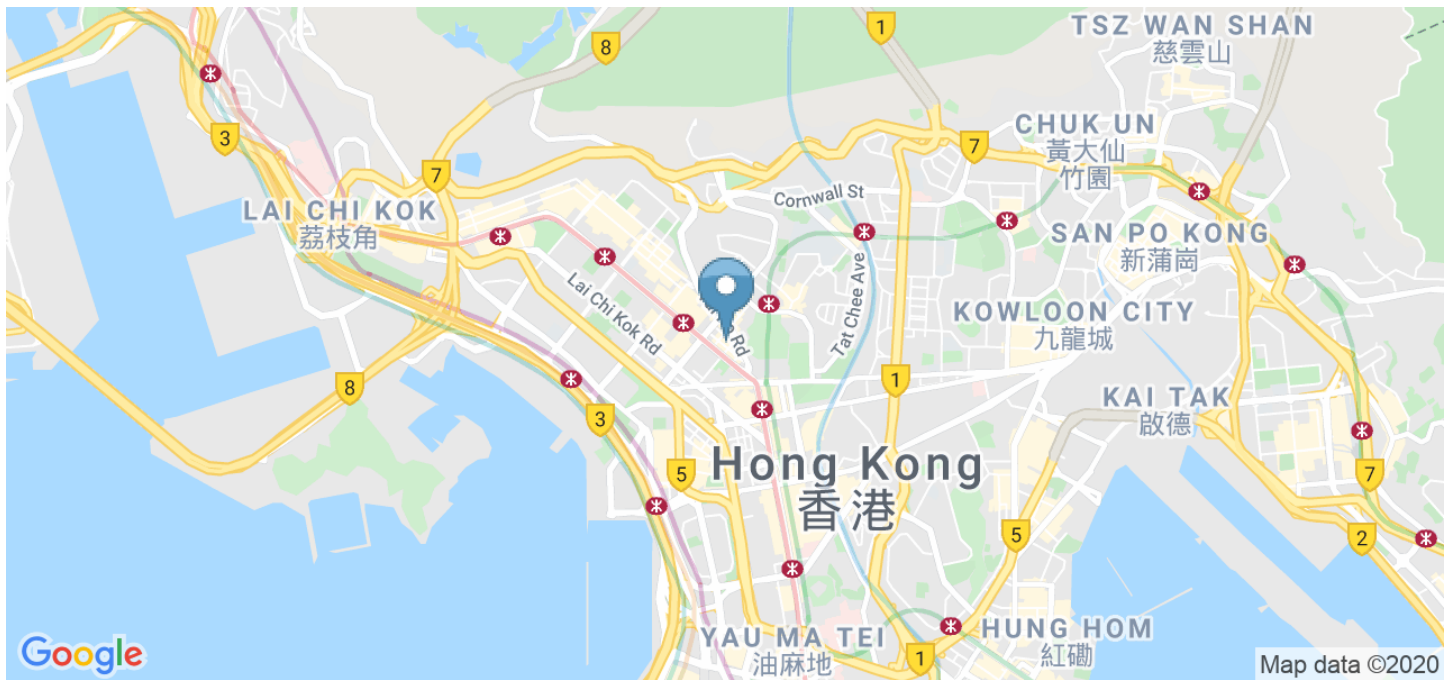 TSZ WAN SHAN
慈雲山
1
8
3
CHUK UN
黃大仙
竹園
7
7
Cornwall St
LAI CHI KOK
荔枝角
SAN PO KONG
新蒲崗
Lai Chi Kok Rd
Rd
Tat Chee Ave
KOWLOON CITY
九龍城
8
1
3
KAI TAK
啟德
Hong Kong
香港
5
7
5
2
YAU MA TEI
油麻地
HUNG HOM
紅磡
1
Google
Map data ©2020